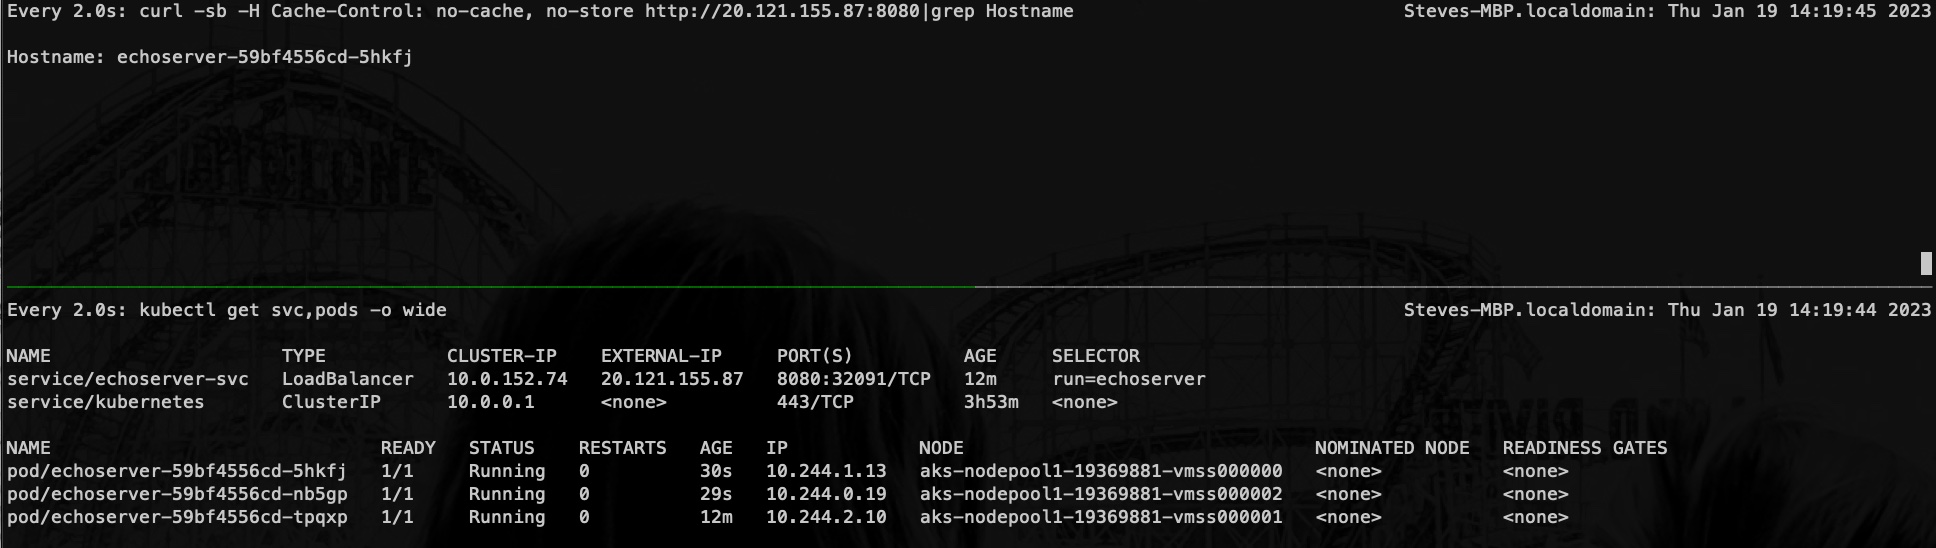 Every 2.0s: curl -sb -H Cache-Control: no-cache, no-store http://20.121.155.87:8080|grep Hostname Steves-MBP.localdomain: Thu Jan 19 14:19:45 2023
Hostname: echoserver-59bf4556cd-5hkfj
Every 2.0s: kubectl get svc,pods -o wide Steves-MBP.localdomain: Thu Jan 19 14:19:44 2023
NAME TYPE CLUSTER-IP EXTERNAL-IP PORT(S) AGE SELECTOR
service/echoserver-svc LoadBalancer 10.0.152.74 20.121.155.87 8080:32091/TCP 12m run=echoserver
service/kubernetes ClusterIP 10.0.0.1 <none> 443/TCP 3h53m <none>
NAME READY STATUS RESTARTS AGE IP NODE NOMINATED NODE READINESS GATES
pod/echoserver-59bf4556cd-5hkfj 1/1 Running 0 30s 10.244.1.13 aks-nodepool1-19369881-vmss000000 <none> <none>
pod/echoserver-59bf4556cd-nb5gp 1/1 Running 0 29s 10.244.0.19 aks-nodepool1-19369881-vmss000002 <none> <none>
pod/echoserver-59bf4556cd-tpqxp 1/1 Running 0 12m 10.244.2.10 aks-nodepool1-19369881-vmss000001 <none> <none>